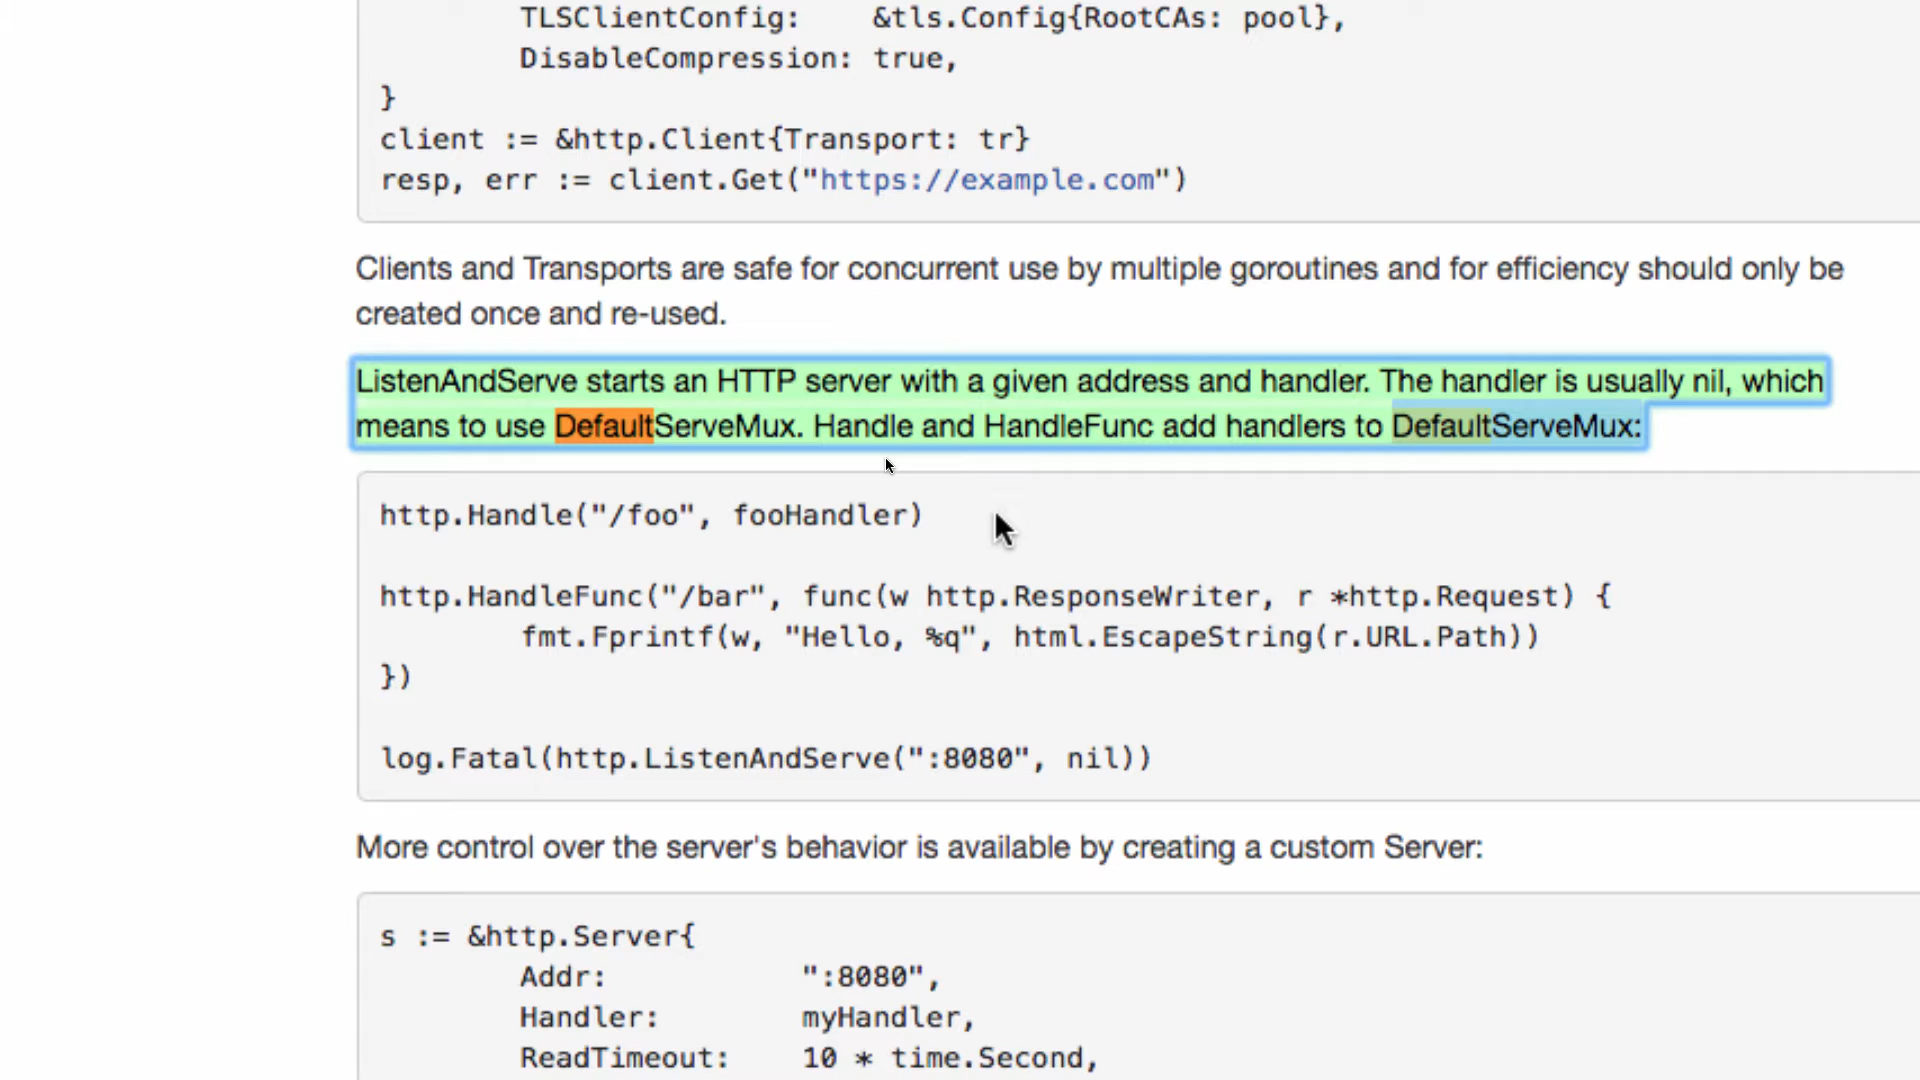 TLSClientConfig:    &tls.Config{RootCAs: pool},
DisableCompression: true,
}
client := &http.Client{Transport: tr}
resp, err := client.Get("https://example.com")
Clients and Transports are safe for concurrent use by multiple goroutines and for efficiency should only be
created once and re-used.
ListenAndServe starts an HTTP server with a given address and handler. The handler is usually nil, which
means to use DefaultServeMux. Handle and HandleFunc add handlers to DefaultServeMux:
http.Handle("/foo", fooHandler)
http.HandleFunc("/bar", func(w http.ResponseWriter, r *http.Request) {
fmt.Fprintf(w, "Hello, %q", html.EscapeString(r.URL.Path))
})
log.Fatal(http.ListenAndServe(":8080", nil))
More control over the server's behavior is available by creating a custom Server:
s := &http.Server{
Addr:           ":8080",
Handler:        myHandler,
ReadTimeout:    10 * time.Second,